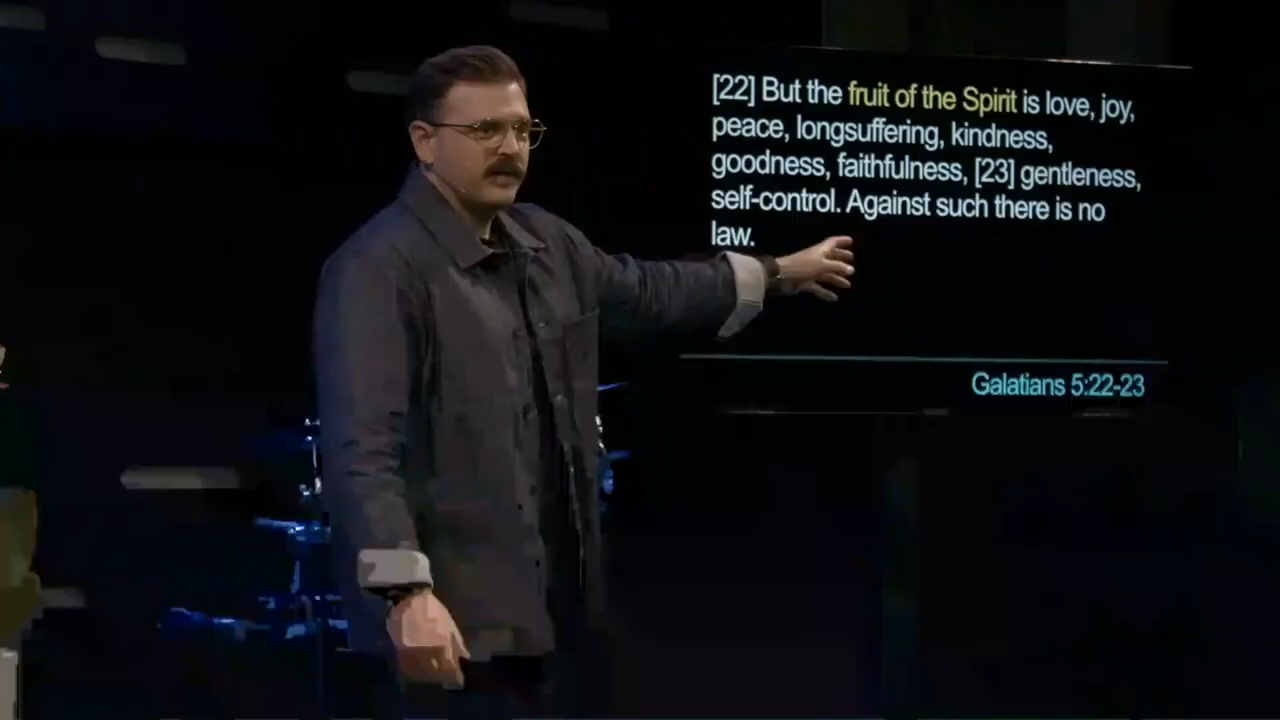 [22] But the fruit of the Spirit is love, joy,
peace, longsuffering, kindness,
goodness, faithfulness, [23] gentleness,
self-control. Against such there is no
law.
Galatians 5:22-23